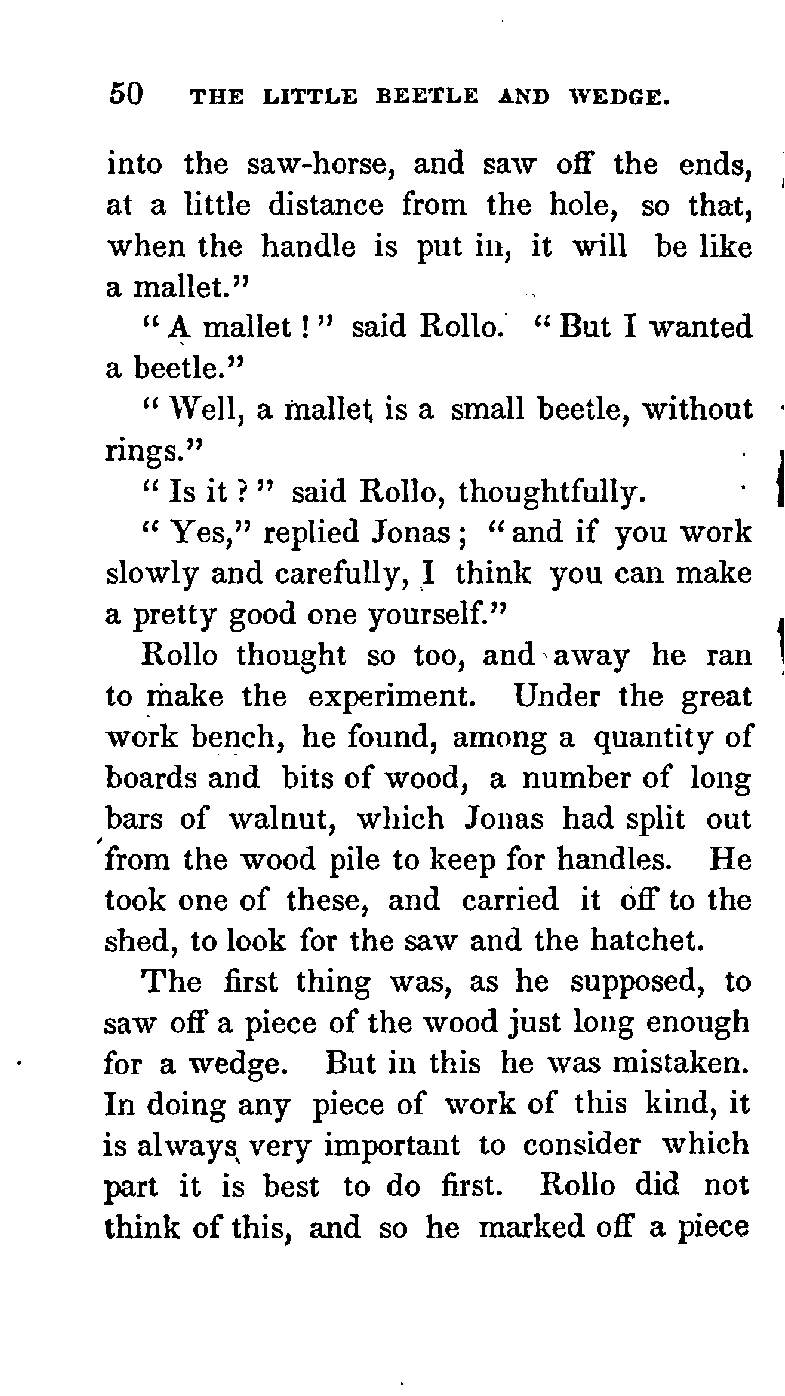 50 THE LITTLE BEETLE AND WEDGE.
into the saw-horse, and saw off the ends,
at a little distance from the hole, so that,
when the handle is put in, it will be like
a mallet."
"A mallet!" said Rollo. "But I wanted
a beetle."
"Well, a mallet is a small beetle, without
rings."
"Is it?" said Rollo, thoughtfully.
"Yes," replied Jonas; "and if you work
slowly and carefully, I think you can make
a pretty good one yourself."
Rollo thought so too, and away he ran
to make the experiment. Under the great
work bench, he found, among a quantity of
boards and bits of wood, a number of long
bars of walnut, which Jonas had split out
from the wood pile to keep for handles. He
took one of these, and carried it off to the
shed, to look for the saw and the hatchet.
The first thing was, as he supposed, to
saw off a piece of the wood just long enough
for a wedge. But in this he was mistaken.
In doing any piece of work of this kind, it
is always very important to consider which
part it is best to do first. Rollo did not
think of this, and so he marked off a piece